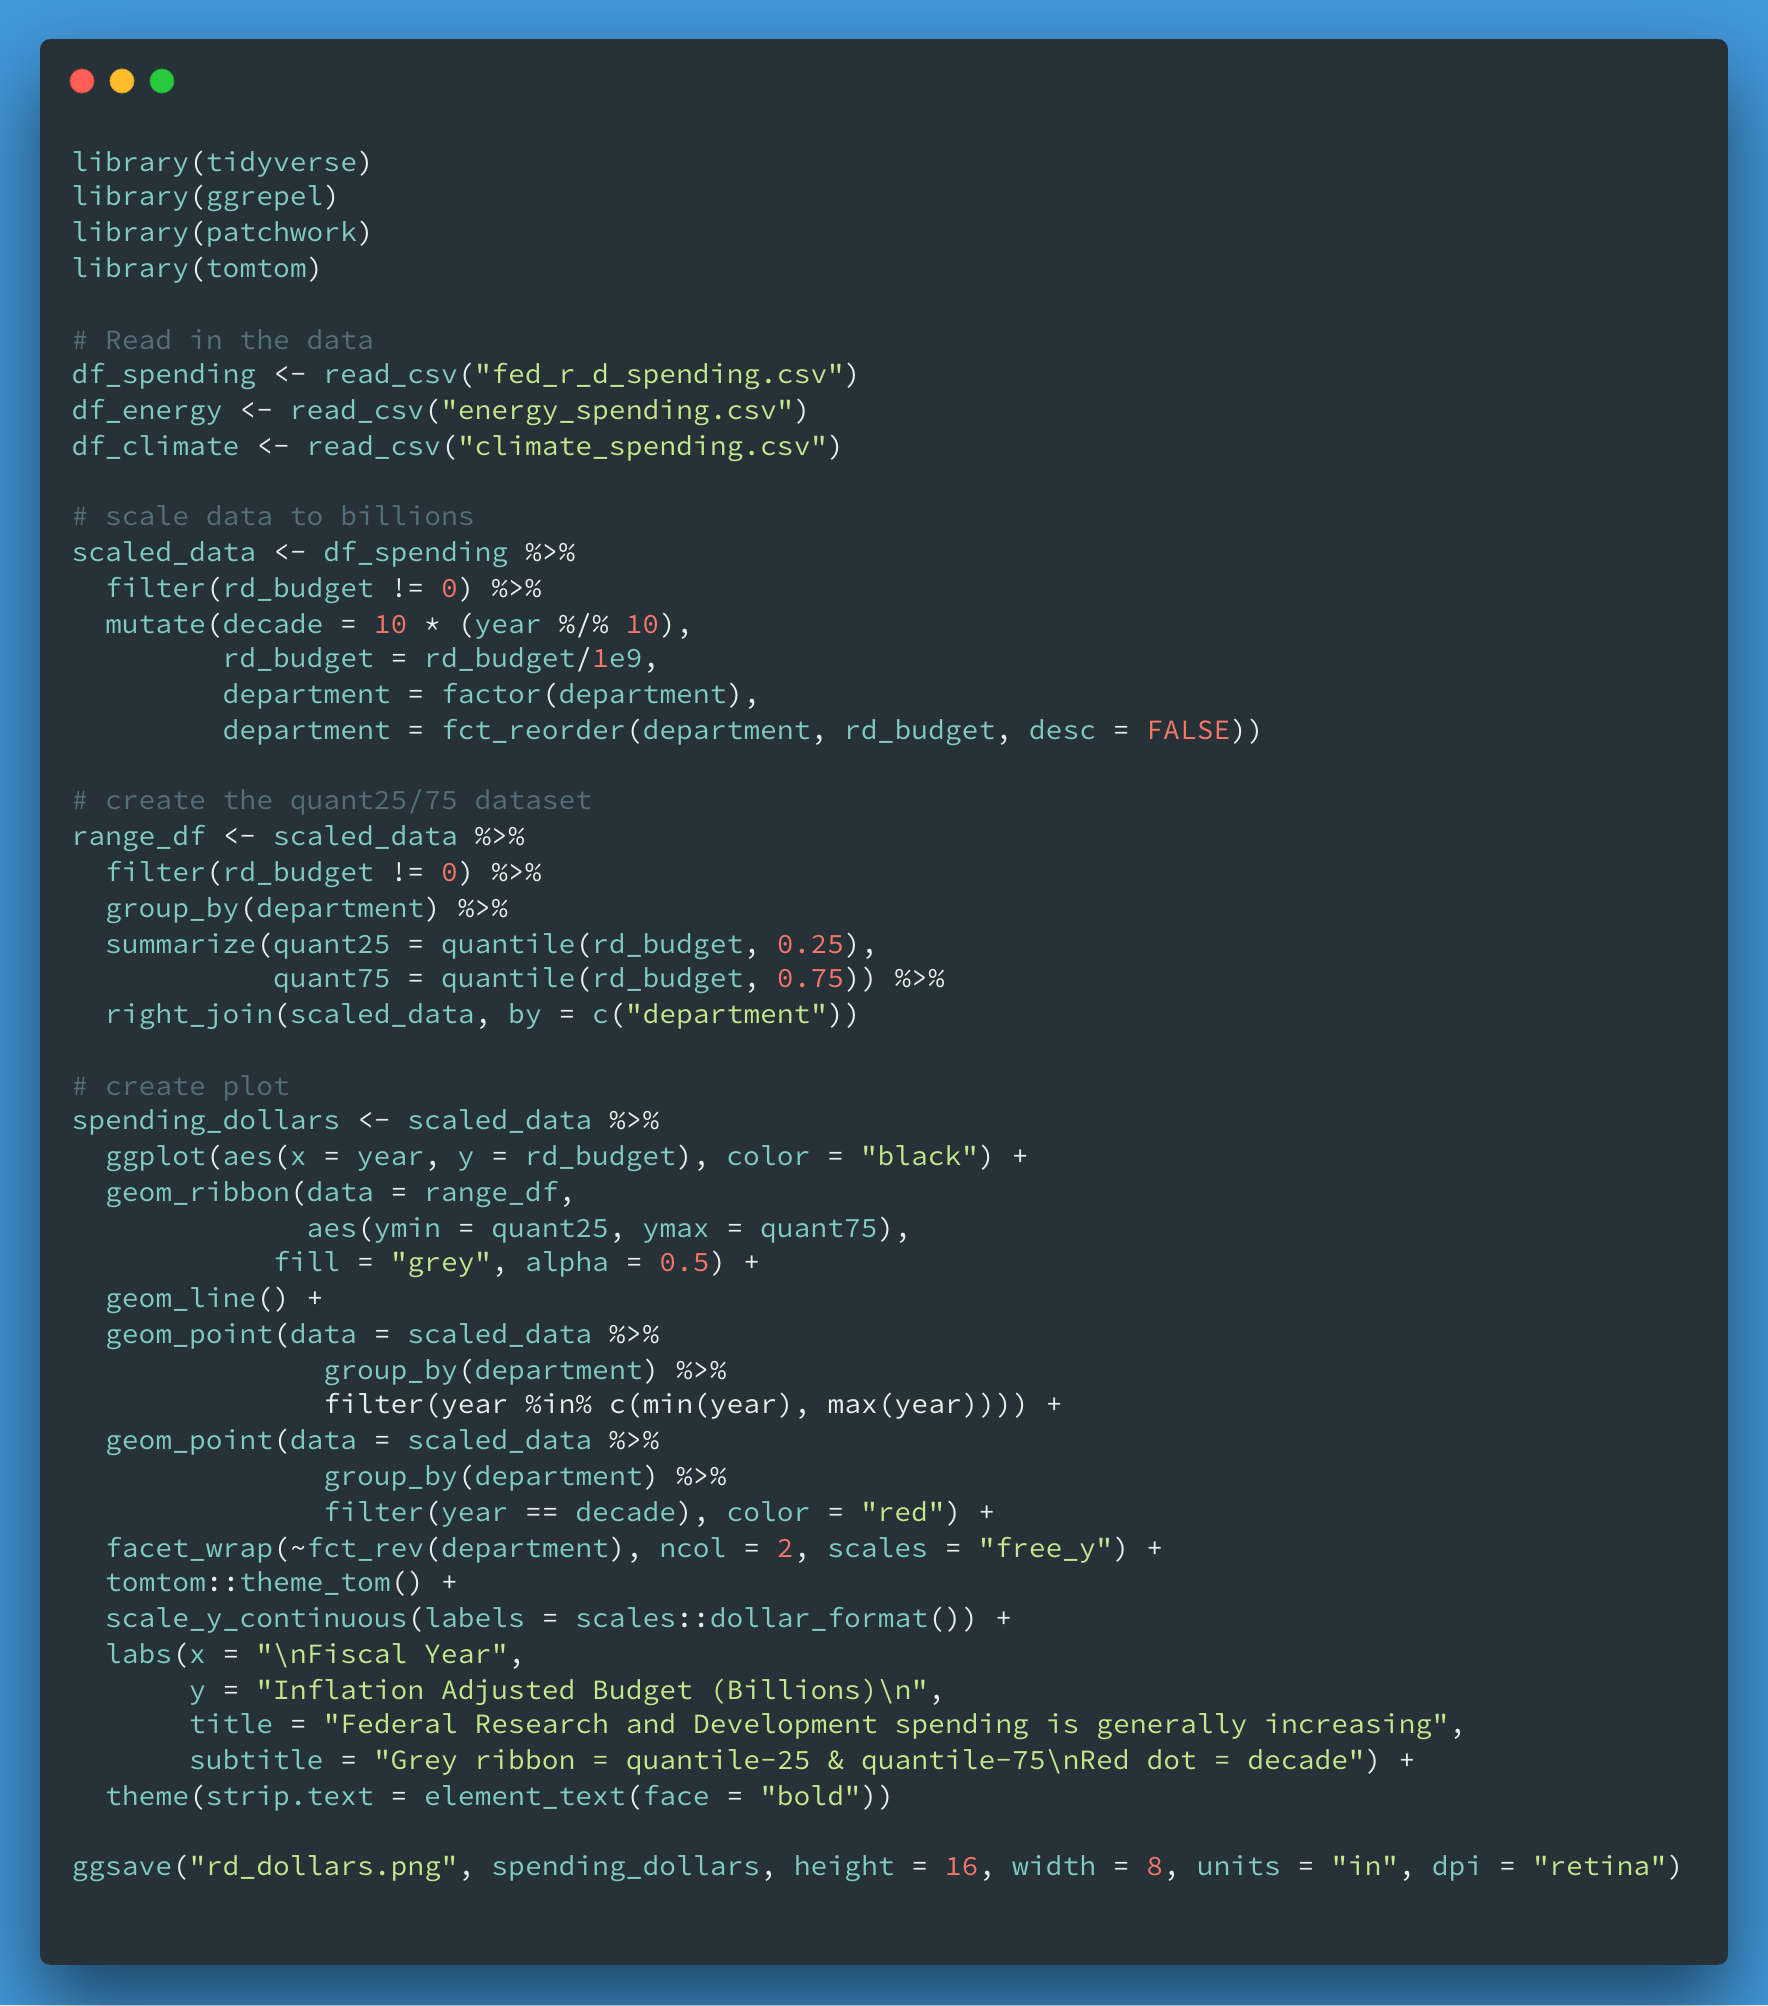 library(tidyverse)
library(ggrepel)
library(patchwork)
library(tomtom)

# Read in the data
df_spending <- read_csv("fed_r_d_spending.csv")
df_energy <- read_csv("energy_spending.csv")
df_climate <- read_csv("climate_spending.csv")

# scale data to billions
scaled_data <- df_spending %>%
  filter(rd_budget != 0) %>%
  mutate(decade = 10 * (year %/% 10),
         rd_budget = rd_budget/1e9,
         department = factor(department),
         department = fct_reorder(department, rd_budget, desc = FALSE))

# create the quant25/75 dataset
range_df <- scaled_data %>%
  filter(rd_budget != 0) %>%
  group_by(department) %>%
  summarize(quant25 = quantile(rd_budget, 0.25),
            quant75 = quantile(rd_budget, 0.75)) %>%
  right_join(scaled_data, by = c("department"))

# create plot
spending_dollars <- scaled_data %>%
  ggplot(aes(x = year, y = rd_budget), color = "black") +
  geom_ribbon(data = range_df,
              aes(ymin = quant25, ymax = quant75),
            fill = "grey", alpha = 0.5) +
  geom_line() +
  geom_point(data = scaled_data %>%
               group_by(department) %>%
               filter(year %in% c(min(year), max(year)))) +
  geom_point(data = scaled_data %>%
               group_by(department) %>%
               filter(year == decade), color = "red") +
  facet_wrap(~fct_rev(department), ncol = 2, scales = "free_y") +
  tomtom::theme_tom() +
  scale_y_continuous(labels = scales::dollar_format()) +
  labs(x = "\nFiscal Year",
       y = "Inflation Adjusted Budget (Billions)\n",
       title = "Federal Research and Development spending is generally increasing",
       subtitle = "Grey ribbon = quantile-25 & quantile-75\nRed dot = decade") +
  theme(strip.text = element_text(face = "bold"))

ggsave("rd_dollars.png", spending_dollars, height = 16, width = 8, units = "in", dpi = "retina")